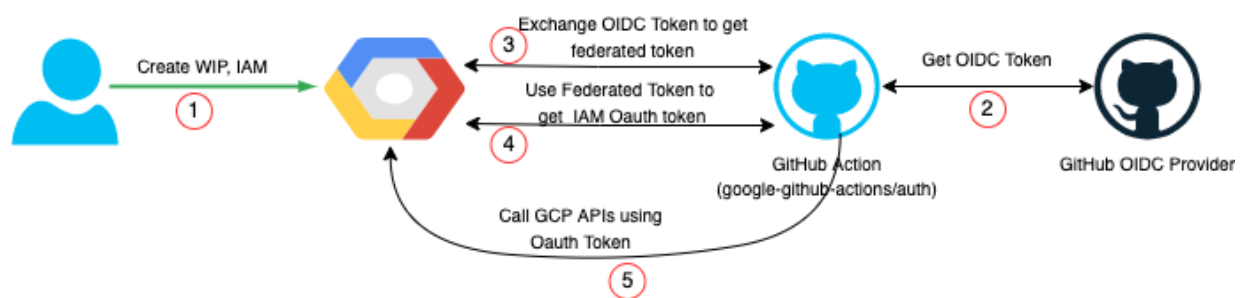 Create WIP, IAM
1
Exchange OIDC Token to get
federated token
3
Use Federated Token to
get IAM Oauth token
4
Get OIDC Token
2
GitHub Action
(google-github-actions/auth)
GitHub OIDC Provider
Call GCP APIs using
Oauth Token
5